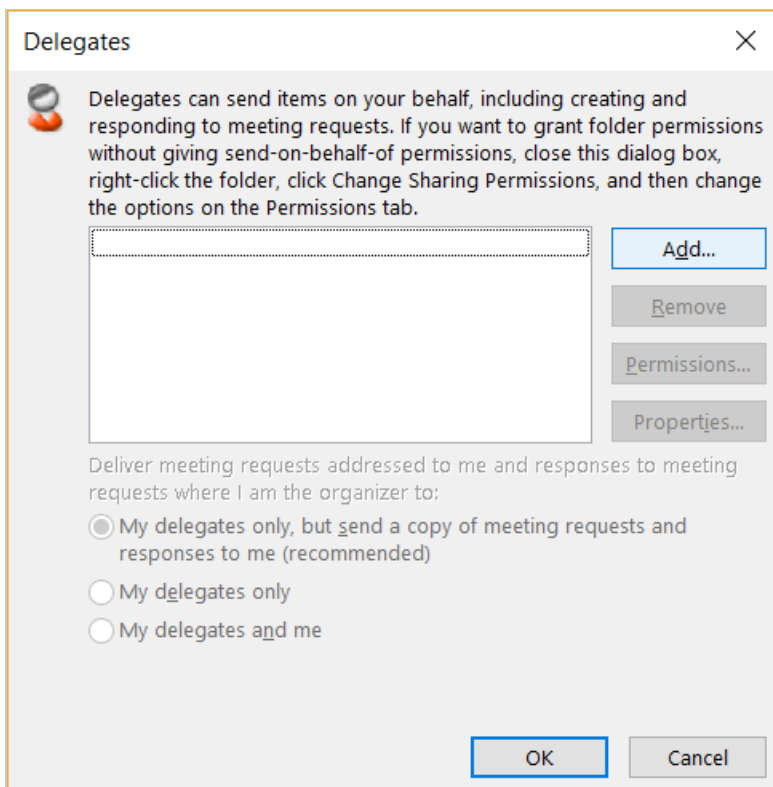 Delegates
Delegates can send items on your behalf, including creating and
responding to meeting requests. If you want to grant folder permissions
without giving send-on-behalf-of permissions, close this dialog box,
right-click the folder, click Change Sharing Permissions, and then change
the options on the Permissions tab.
Add...
Remove
Permissions...
Properties...
Deliver meeting requests addressed to me and responses to meeting
requests where I am the organizer to:
My delegates only, but send a copy of meeting requests and
responses to me (recommended)
My delegates only
My delegates and me
OK
Cancel